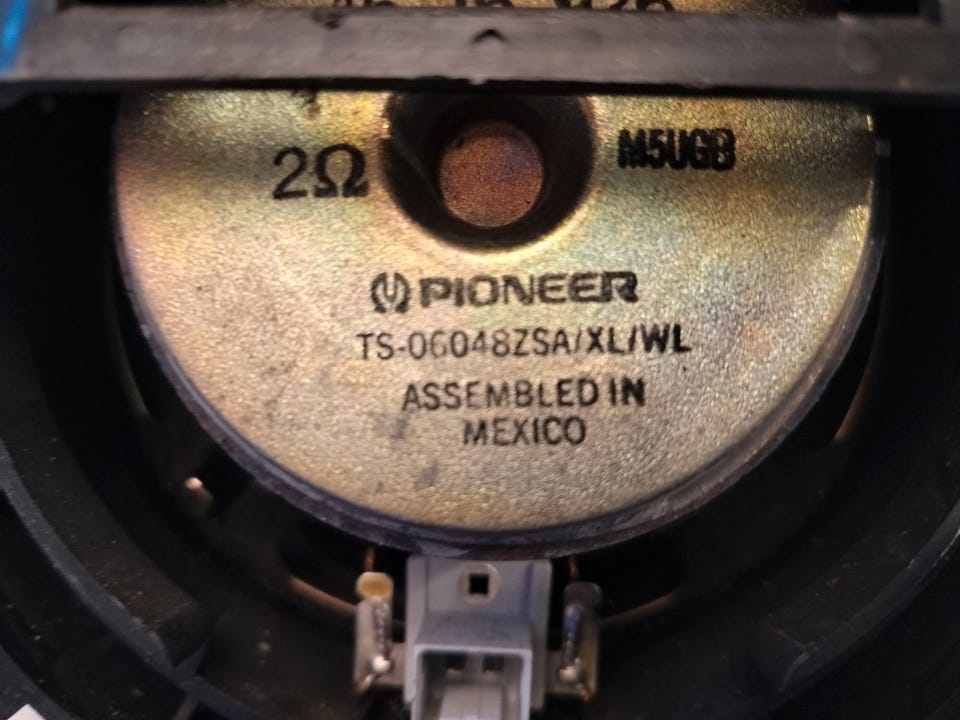 2Ω
M5UGB
PIONEER
TS-06048ZSA/XL/WL
ASSEMBLED IN
MEXICO